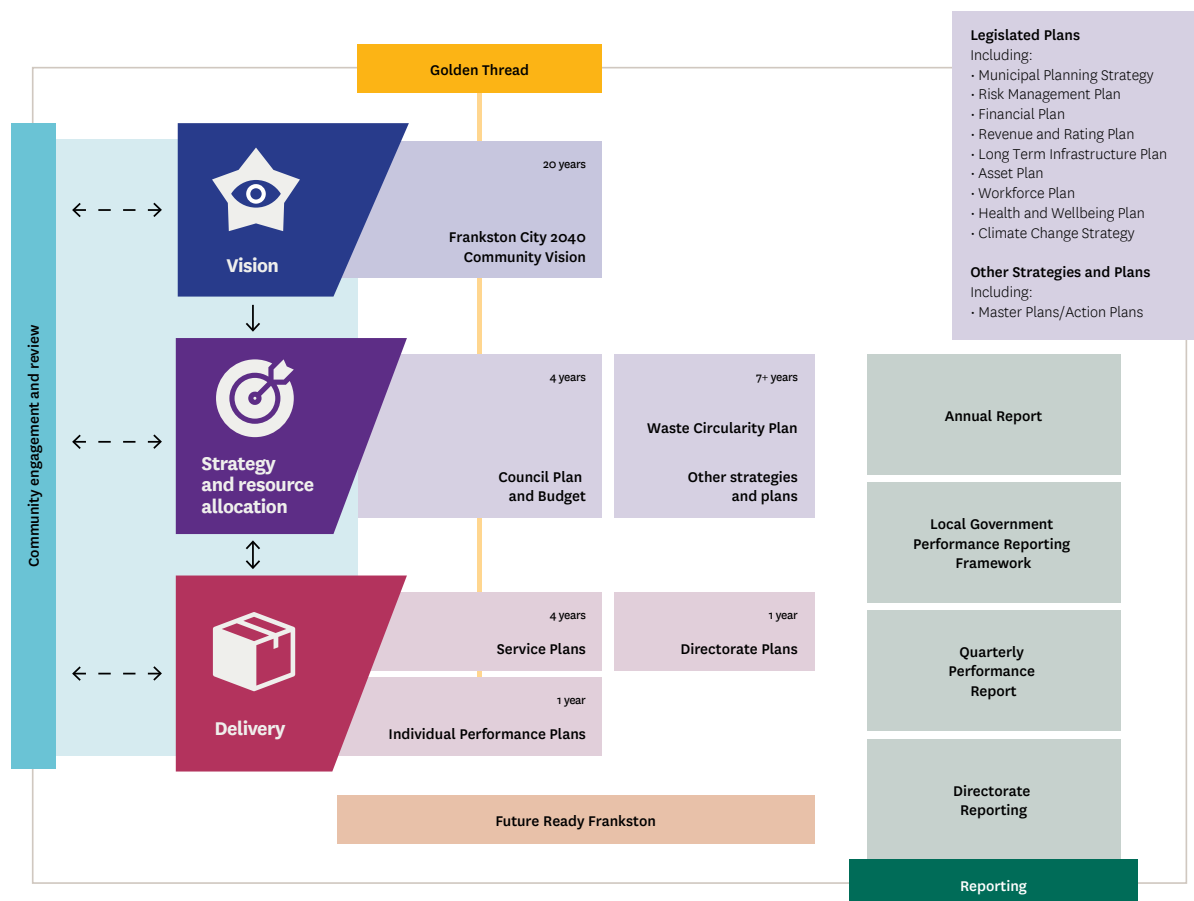 Golden Thread
Legislated Plans
Including:
• Municipal Planning Strategy
• Risk Management Plan
• Financial Plan
• Revenue and Rating Plan
• Long Term Infrastructure Plan
• Asset Plan
• Workforce Plan
• Health and Wellbeing Plan
• Climate Change Strategy
Other Strategies and Plans
Including:
• Master Plans/Action Plans
Community engagement and review
Vision
20 years
Frankston City 2040
Community Vision
Strategy
and resource
allocation
4 years
Council Plan
and Budget
7+ years
Waste Circularity Plan
Other strategies
and plans
Delivery
4 years
Service Plans
1 year
Directorate Plans
1 year
Individual Performance Plans
Future Ready Frankston
Annual Report
Local Government
Performance Reporting
Framework
Quarterly
Performance
Report
Directorate
Reporting
Reporting